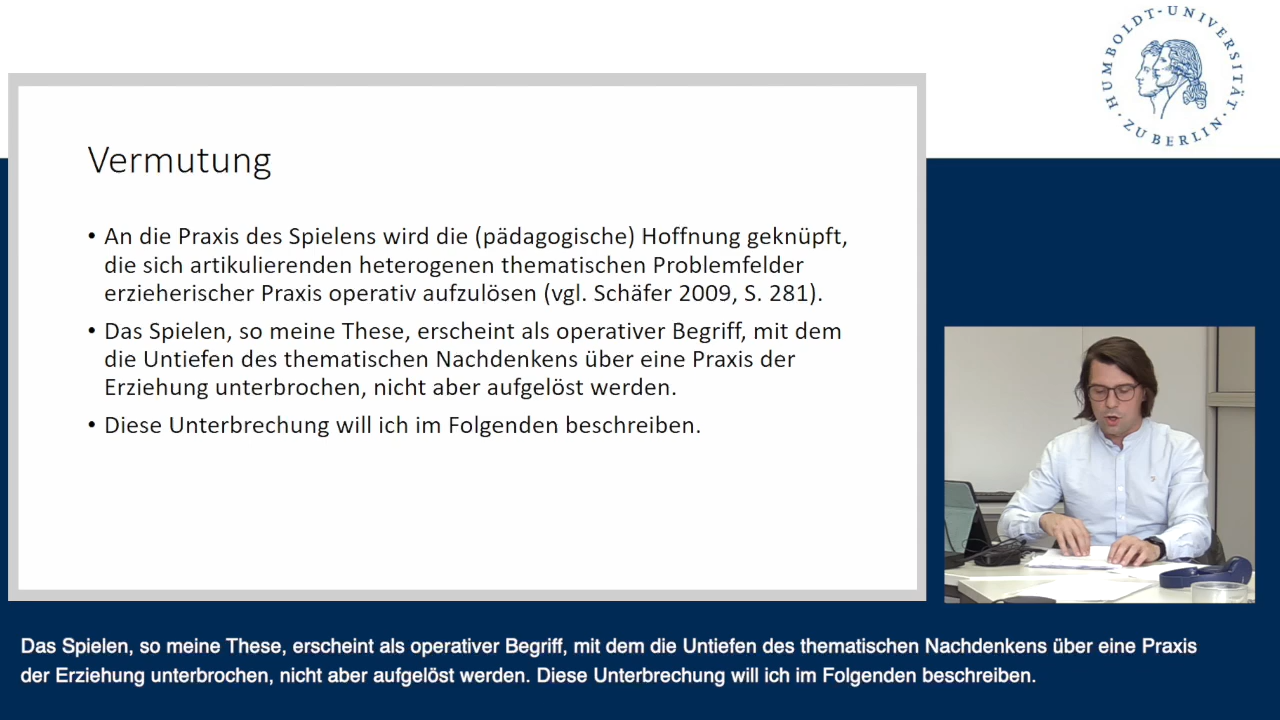 HUMBOLDT-UNIVERSITÄT · ZU BERLIN ·
Vermutung
• An die Praxis des Spielens wird die (pädagogische) Hoffnung geknüpft,
die sich artikulierenden heterogenen thematischen Problemfelder
erzieherischer Praxis operativ aufzulösen (vgl. Schäfer 2009, S. 281).
• Das Spielen, so meine These, erscheint als operativer Begriff, mit dem
die Untiefen des thematischen Nachdenkens über eine Praxis der
Erziehung unterbrochen, nicht aber aufgelöst werden.
• Diese Unterbrechung will ich im Folgenden beschreiben.
Das Spielen, so meine These, erscheint als operativer Begriff, mit dem die Untiefen des thematischen Nachdenkens über eine Praxis
der Erziehung unterbrochen, nicht aber aufgelöst werden. Diese Unterbrechung will ich im Folgenden beschreiben.